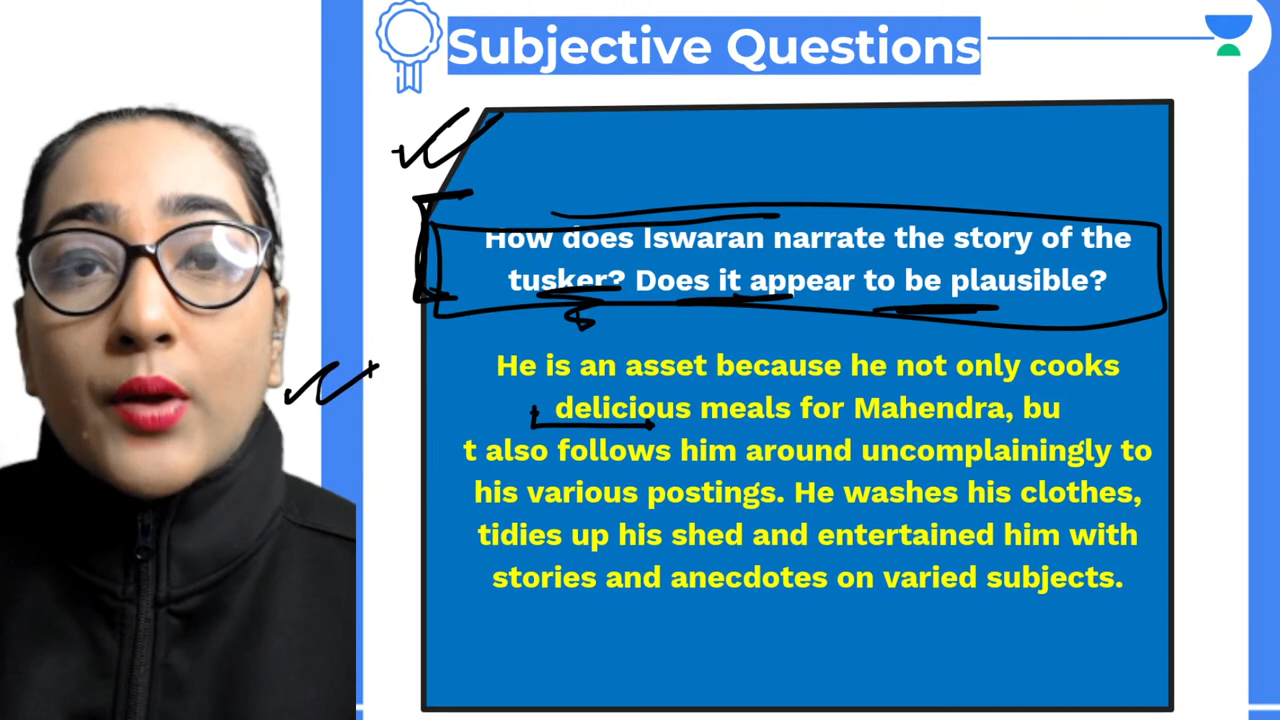 Subjective Questions
How does Iswaran narrate the story of the
tusker? Does it appear to be plausible?
He is an asset because he not only cooks
delicious meals for Mahendra, bu
t also follows him around uncomplainingly to
his various postings. He washes his clothes,
tidies up his shed and entertained him with
stories and anecdotes on varied subjects.